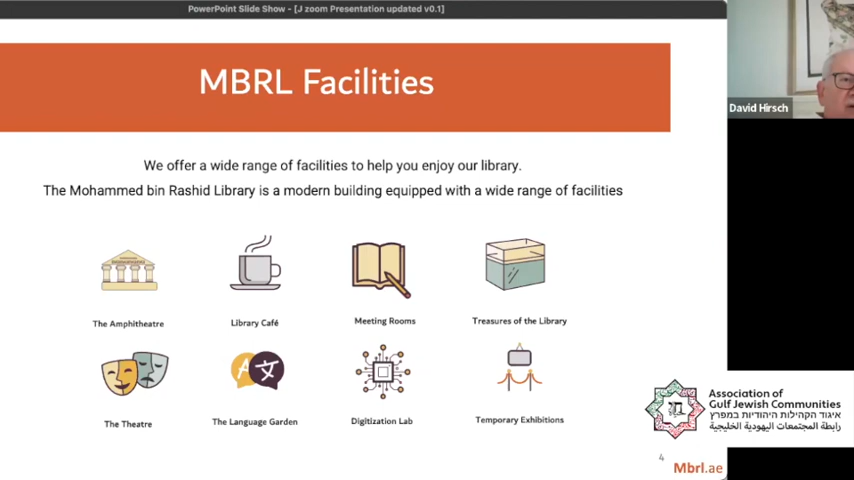 PowerPoint Slide Show - [J zoom Presentation updated v0.1]
MBRL Facilities
David Hirsch
We offer a wide range of facilities to help you enjoy our library.
The Mohammed bin Rashid Library is a modern building equipped with a wide range of facilities
The Amphitheatre
Library Café
Meeting Rooms
Treasures of the Library
A 文
The Theatre
The Language Garden
Digitization Lab
Temporary Exhibitions
Association of
Gulf Jewish Communities
איגוד הקהילות היהודיות במפרץ
رابطة المجتمعات اليهودية الخليجية
4
Mbrl.ae